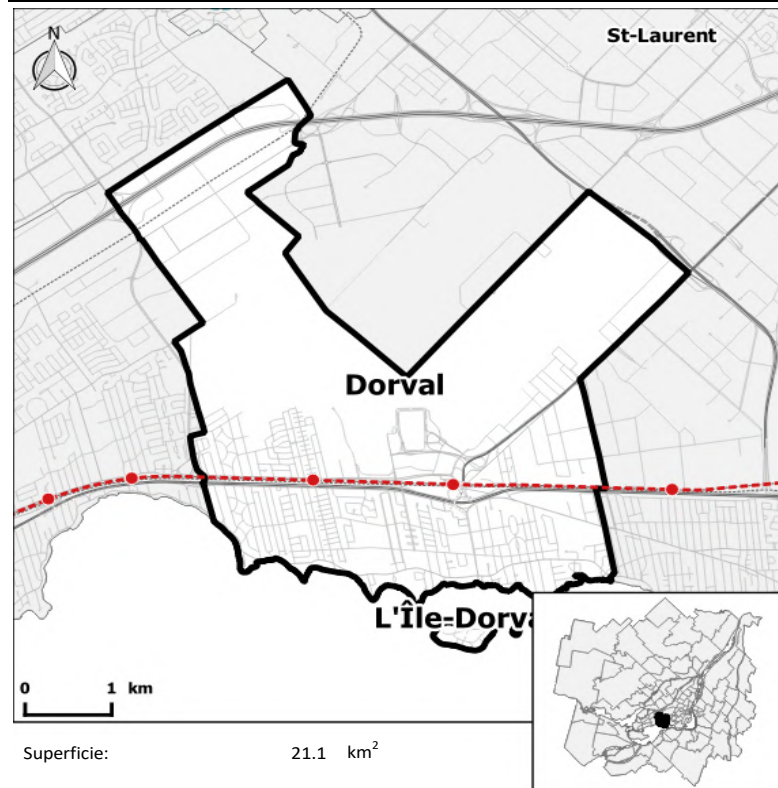 N
St-Laurent
Dorval
L'Île-Dorva
0 1 km
Superficie: 21.1 km²